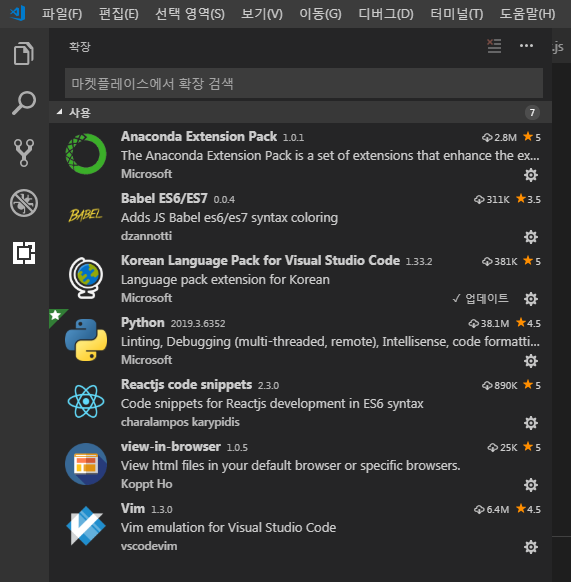 파일(F) 편집(E) 선택 영역(S) 보기(V) 이동(G) 디버그(D) 터미널(T) 도움말(H)
확장
.js
마켓플레이스에서 확장 검색
사용 7
Anaconda Extension Pack 1.0.1 2.8M 5
The Anaconda Extension Pack is a set of extensions that enhance the ex...
Microsoft
BABEL
Babel ES6/ES7 0.0.4 311K 3.5
Adds JS Babel es6/es7 syntax coloring
dzannotti
Korean Language Pack for Visual Studio Code 1.33.2 381K 5
Language pack extension for Korean
Microsoft ✓ 업데이트
Python 2019.3.6352 38.1M 4.5
Linting, Debugging (multi-threaded, remote), Intellisense, code formatti...
Microsoft
Reactjs code snippets 2.3.0 890K 5
Code snippets for Reactjs development in ES6 syntax
charalampos karypidis
view-in-browser 1.0.5 25K 5
View html files in your default browser or specific browsers.
Koppt Ho
Vim 1.3.0 6.4M 4.5
Vim emulation for Visual Studio Code
vscodevim